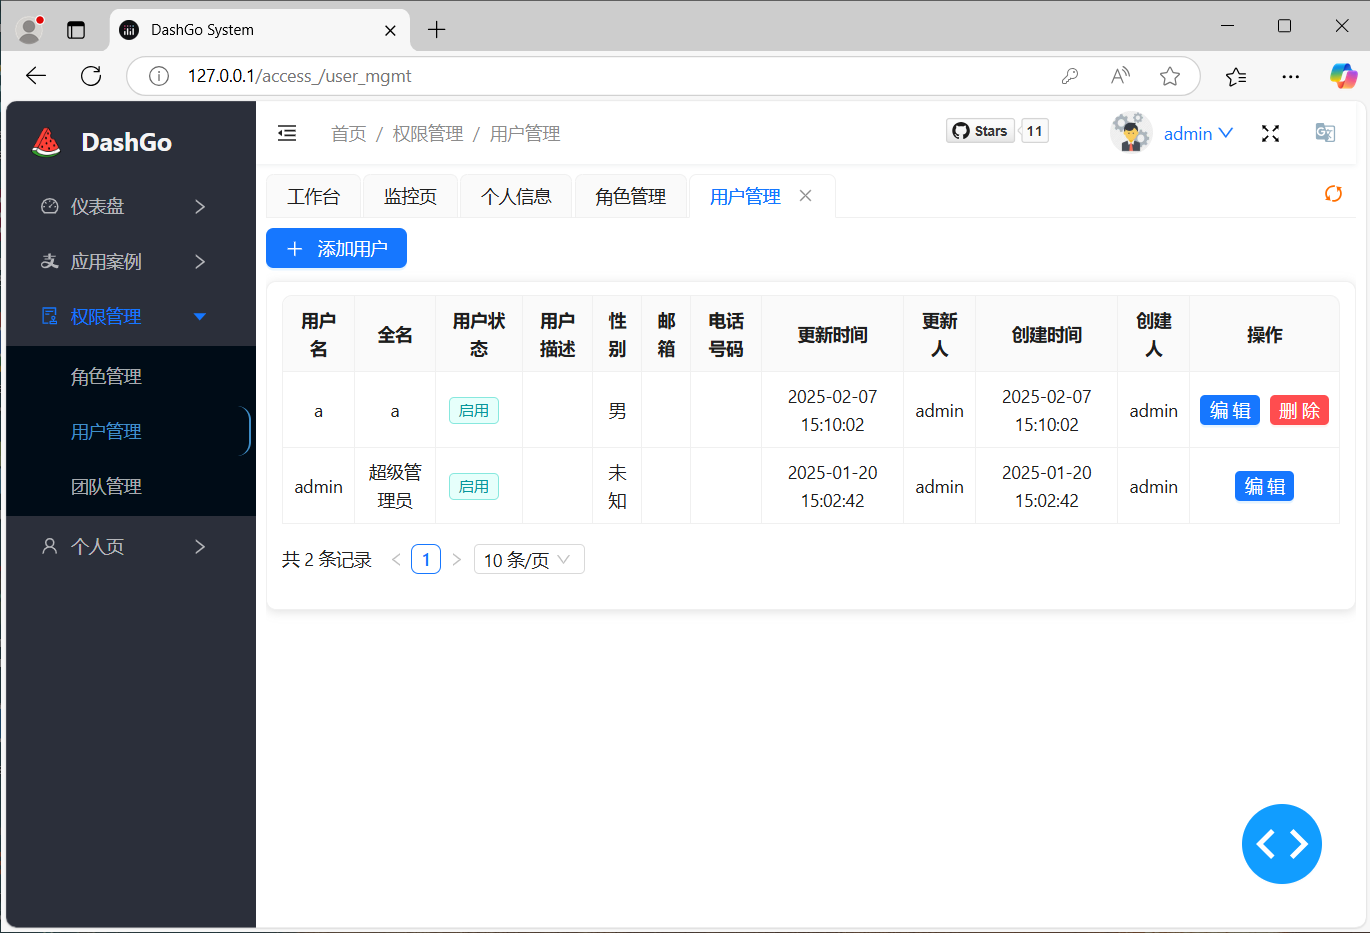 DashGo System
127.0.0.1/access_/user_mgmt
DashGo
首页 / 权限管理 / 用户管理
Stars 11
admin
仪表盘
应用案例
权限管理
角色管理
用户管理
团队管理
个人页
工作台 监控页 个人信息 角色管理 用户管理
添加用户
用户名 全名 用户状态 用户描述 性别 邮箱 电话号码 更新时间 更新人 创建时间 创建人 操作
a a 启用 男 2025-02-07 15:10:02 admin 2025-02-07 15:10:02 admin 编辑 删除
admin 超级管理员 启用 未知 2025-01-20 15:02:42 admin 2025-01-20 15:02:42 admin 编辑
共 2 条记录 1 10 条/页